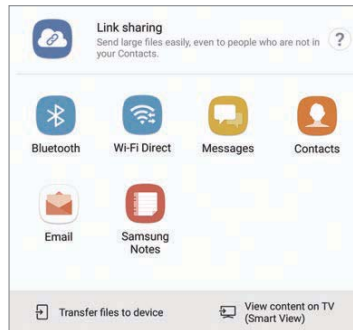 Link sharing
Send large files easily, even to people who are not in
your Contacts.
?
Bluetooth
Wi-Fi Direct
Messages
Contacts
Email
Samsung
Notes
Transfer files to device
View content on TV
(Smart View)